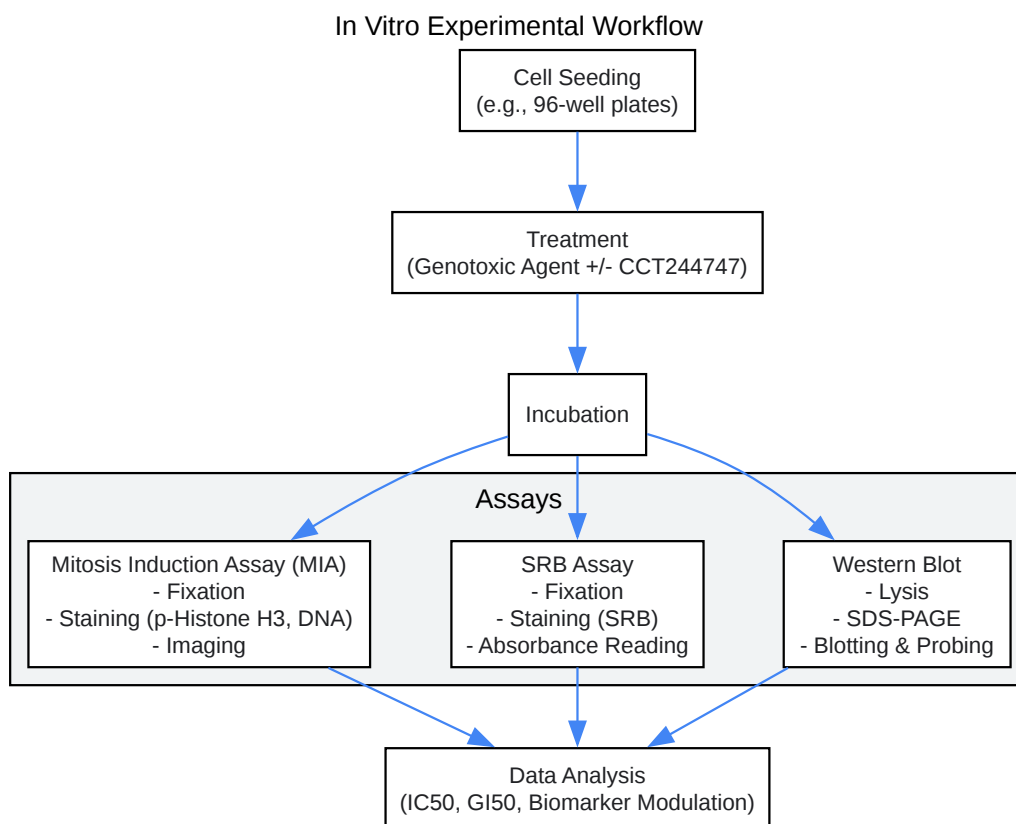 In Vitro Experimental Workflow
Cell Seeding
(e.g., 96-well plates)
Treatment
(Genotoxic Agent +/- CCT244747)
Incubation
Assays
Mitosis Induction Assay (MIA)
- Fixation
- Staining (p-Histone H3, DNA)
- Imaging
SRB Assay
- Fixation
- Staining (SRB)
- Absorbance Reading
Western Blot
- Lysis
- SDS-PAGE
- Blotting & Probing
Data Analysis
(IC50, GI50, Biomarker Modulation)